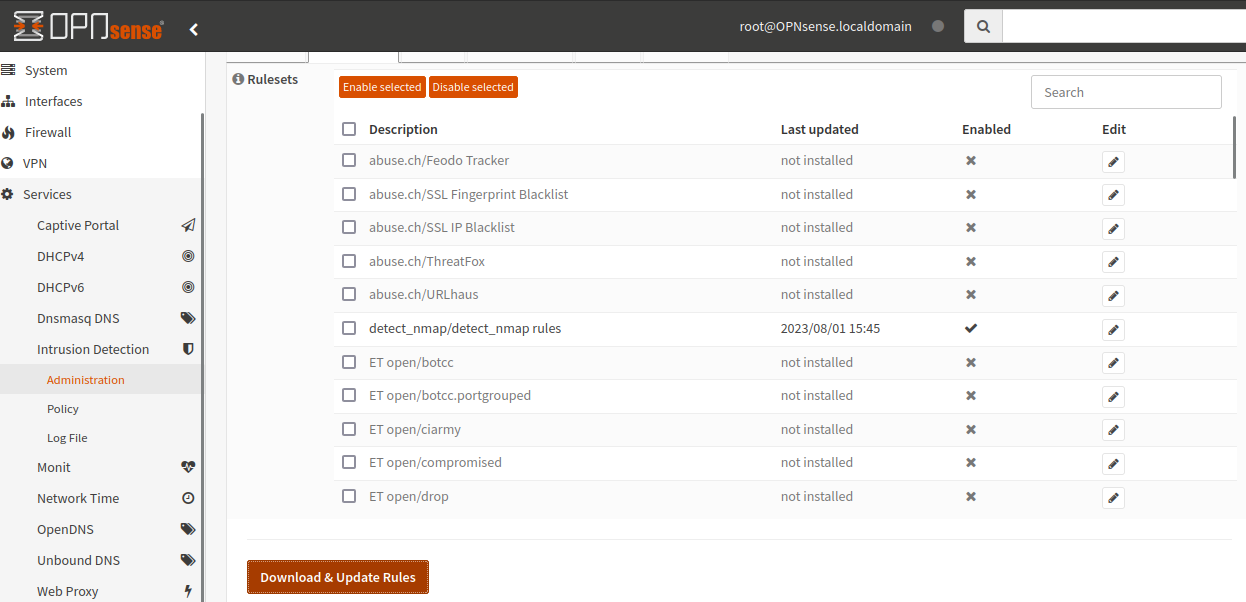 OPNsense
root@OPNsense.localdomain
System
Interfaces
Firewall
VPN
Services
Captive Portal
DHCPv4
DHCPv6
Dnsmasq DNS
Intrusion Detection
Administration
Policy
Log File
Monit
Network Time
OpenDNS
Unbound DNS
Web Proxy
Rulesets
Enable selected Disable selected
Search
Description Last updated Enabled Edit
abuse.ch/Feodo Tracker not installed
abuse.ch/SSL Fingerprint Blacklist not installed
abuse.ch/SSL IP Blacklist not installed
abuse.ch/ThreatFox not installed
abuse.ch/URLhaus not installed
detect_nmap/detect_nmap rules 2023/08/01 15:45
ET open/botcc not installed
ET open/botcc.portgrouped not installed
ET open/ciarmy not installed
ET open/compromised not installed
ET open/drop not installed
Download & Update Rules